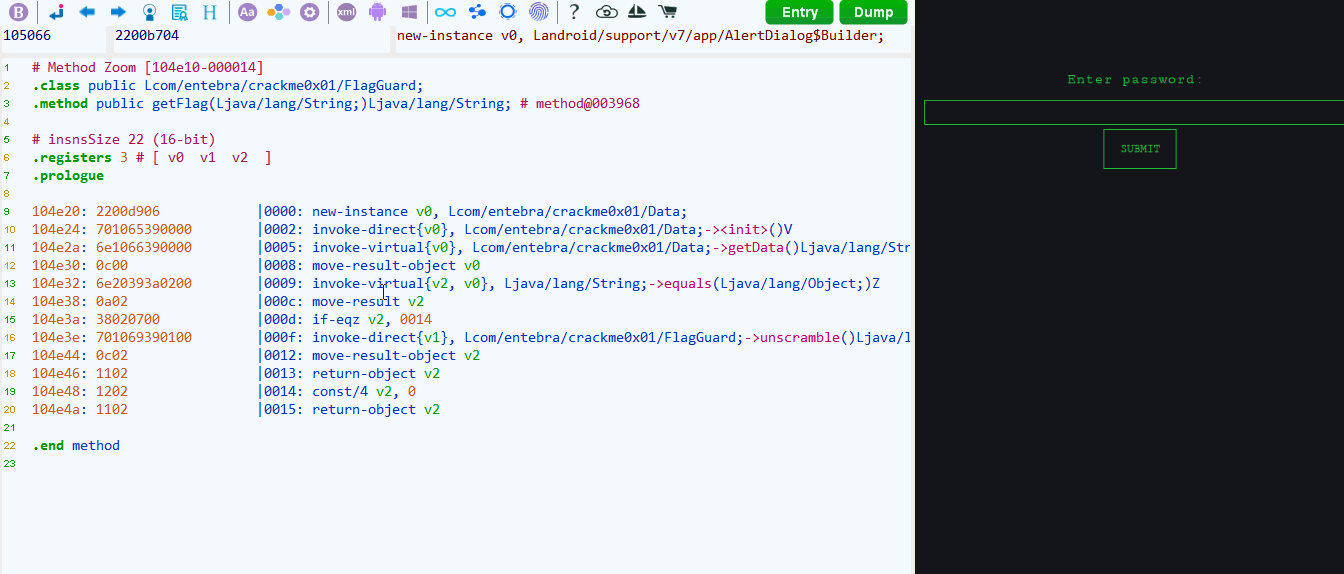 B Aa xml ? Entry Dump
105066 2200b704 new-instance v0, Landroid/support/v7/app/AlertDialog$Builder;
1 # Method Zoom [104e10-000014]
2 .class public Lcom/entebra/crackme0x01/FlagGuard;
3 .method public getFlag(Ljava/lang/String;)Ljava/lang/String; # method@003968
4
5 # insnsSize 22 (16-bit)
6 .registers 3 # [ v0 v1 v2 ]
7 .prologue
8
9 104e20: 2200d906 |0000: new-instance v0, Lcom/entebra/crackme0x01/Data;
10 104e24: 701065390000 |0002: invoke-direct{v0}, Lcom/entebra/crackme0x01/Data;-><init>()V
11 104e2a: 6e1066390000 |0005: invoke-virtual{v0}, Lcom/entebra/crackme0x01/Data;->getData()Ljava/lang/Str
12 104e30: 0c00 |0008: move-result-object v0
13 104e32: 6e20393a0200 |0009: invoke-virtual{v2, v0}, Ljava/lang/String;->equals(Ljava/lang/Object;)Z
14 104e38: 0a02 |000c: move-result v2
15 104e3a: 38020700 |000d: if-eqz v2, 0014
16 104e3e: 701069390100 |000f: invoke-direct{v1}, Lcom/entebra/crackme0x01/FlagGuard;->unscramble()Ljava/l
17 104e44: 0c02 |0012: move-result-object v2
18 104e46: 1102 |0013: return-object v2
19 104e48: 1202 |0014: const/4 v2, 0
20 104e4a: 1102 |0015: return-object v2
21
22 .end method
23
Enter password:
SUBMIT